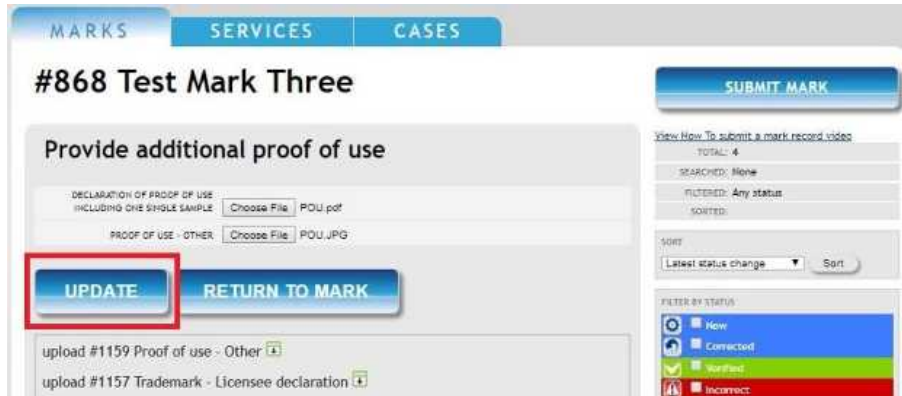 MARKS SERVICES CASES
#868 Test Mark Three
Provide additional proof of use
DECLARATION OF PROOF OF USE
INCLUDING ONE SINGLE SAMPLE Choose File POU.pdf
PROOF OF USE - OTHER Choose File POU.JPG
UPDATE RETURN TO MARK
upload #1159 Proof of use - Other
upload #1157 Trademark - Licensee declaration
SUBMIT MARK
View How To submit a mark record video
TOTAL: 4
SEARCHED: None
FILTERED: Any status
SORTED:
SORT
Latest status change Sort
FILTER BY STATUS
New
Corrected
Verified
Incorrect